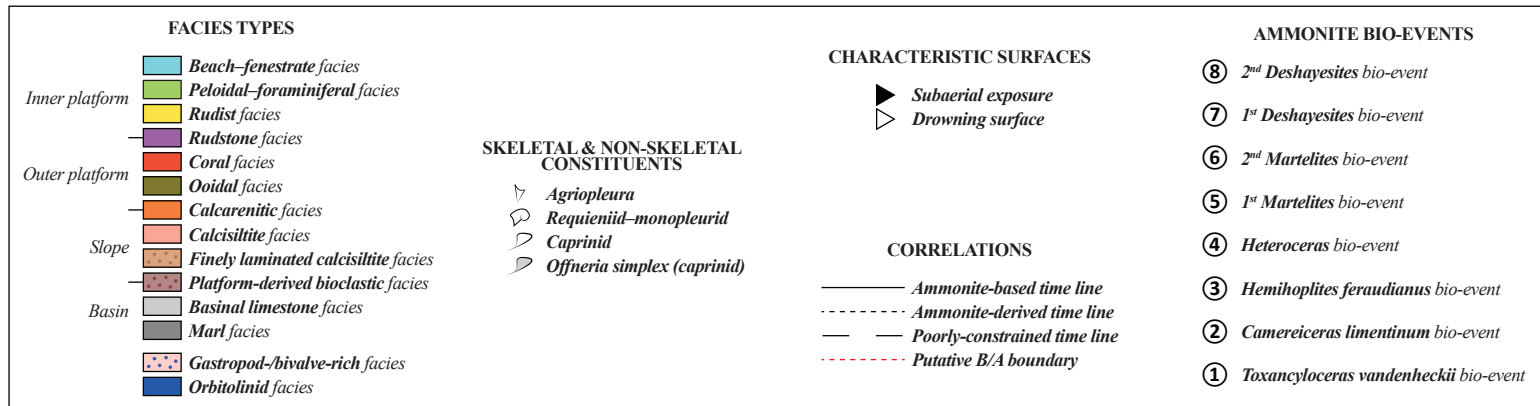 FACIES TYPES
Inner platform
Outer platform
Slope
Basin
Beach–fenestrate facies
Peloidal–foraminiferal facies
Rudist facies
Rudstone facies
Coral facies
Ooidal facies
Calcarenitic facies
Calcisiltite facies
Finely laminated calcisiltite facies
Platform-derived bioclastic facies
Basinal limestone facies
Marl facies
Gastropod-/bivalve-rich facies
Orbitolinid facies
SKELETAL & NON-SKELETAL
CONSTITUENTS
Agriopleura
Requieniid–monopleurid
Caprinid
Offneria simplex (caprinid)
CHARACTERISTIC SURFACES
Subaerial exposure
Drowning surface
CORRELATIONS
Ammonite-based time line
Ammonite-derived time line
Poorly-constrained time line
Putative B/A boundary
AMMONITE BIO-EVENTS
8 2nd Deshayesites bio-event
7 1st Deshayesites bio-event
6 2nd Martelites bio-event
5 1st Martelites bio-event
4 Heteroceras bio-event
3 Hemihoplites feraudianus bio-event
2 Camereiceras limentinum bio-event
1 Toxancyloceras vandenheckii bio-event